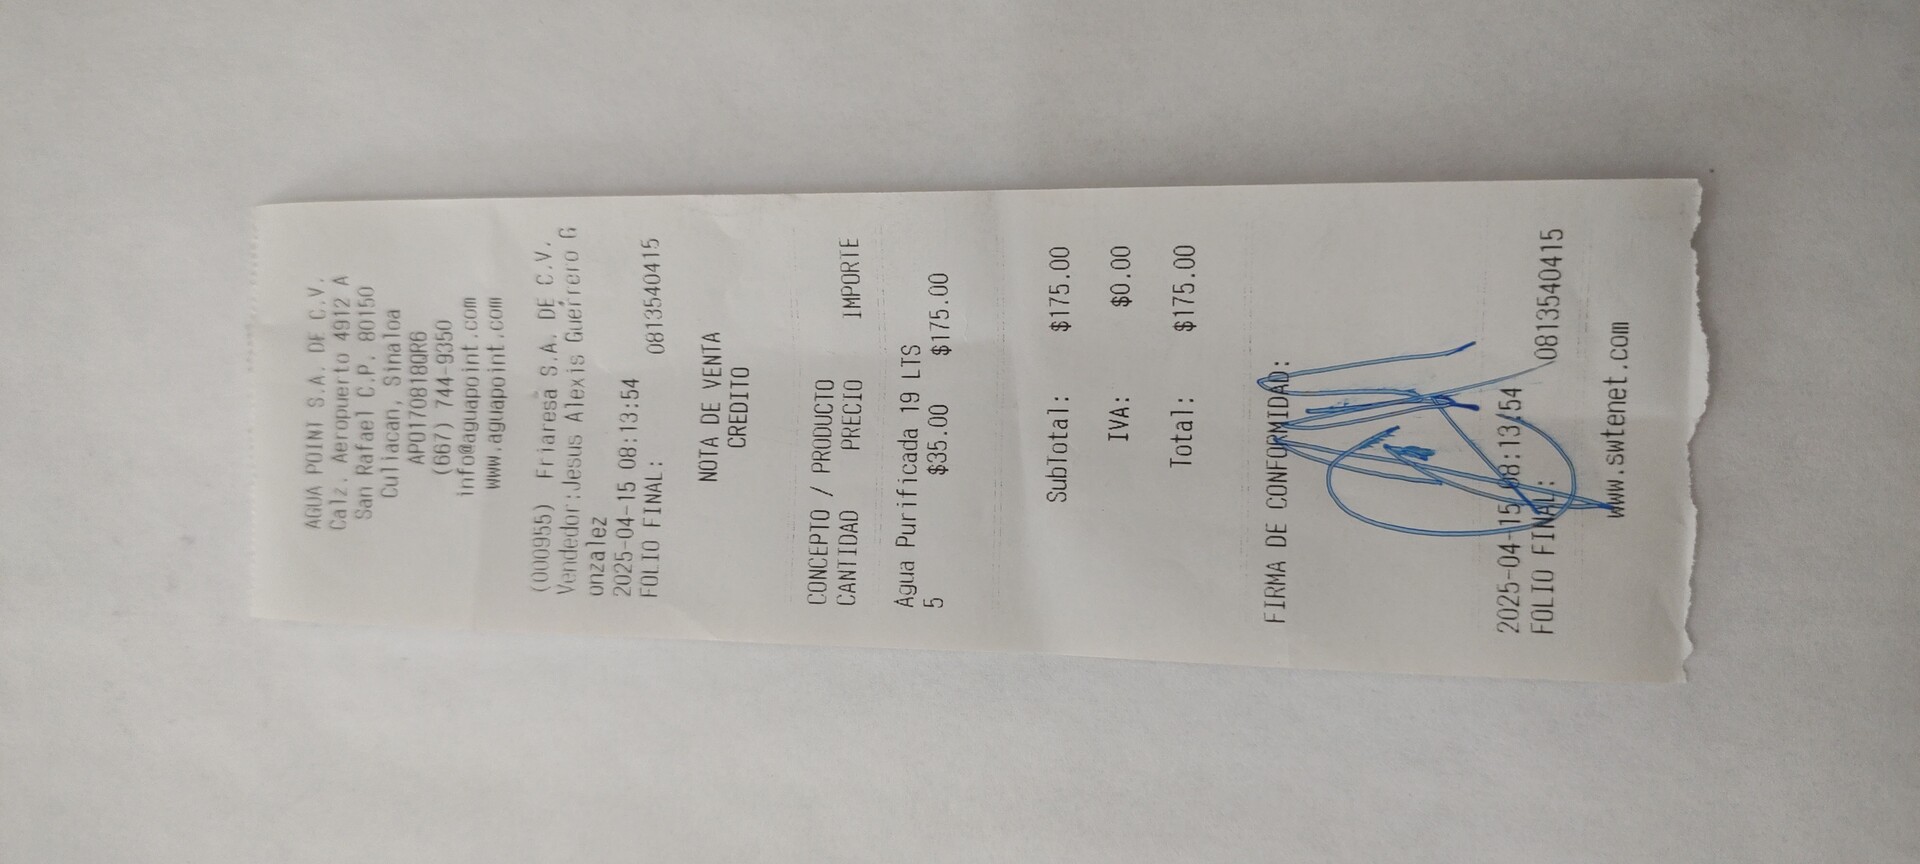 AGUA POINT S.A. DE C.V.
Calz. Aeropuerto 4912 A
San Rafael C.P. 80150
Culiacan, Sinaloa
APO170818QR6
(667) 744-9350
info@aguapoint.com
www.aguapoint.com
(000955) Friaresa S.A. DE C.V.
Vendedor:Jesus Alexis Guerrero G
onzalez
2025-04-15 08:13:54
FOLIO FINAL: 0813540415
NOTA DE VENTA
CREDITO
CONCEPTO / PRODUCTO
CANTIDAD PRECIO IMPORTE
Agua Purificada 19 LTS
5 $35.00 $175.00
SubTotal: $175.00
IVA: $0.00
Total: $175.00
FIRMA DE CONFORMIDAD:
2025-04-15 08:13:54
FOLIO FINAL: 0813540415
www.swtenet.com